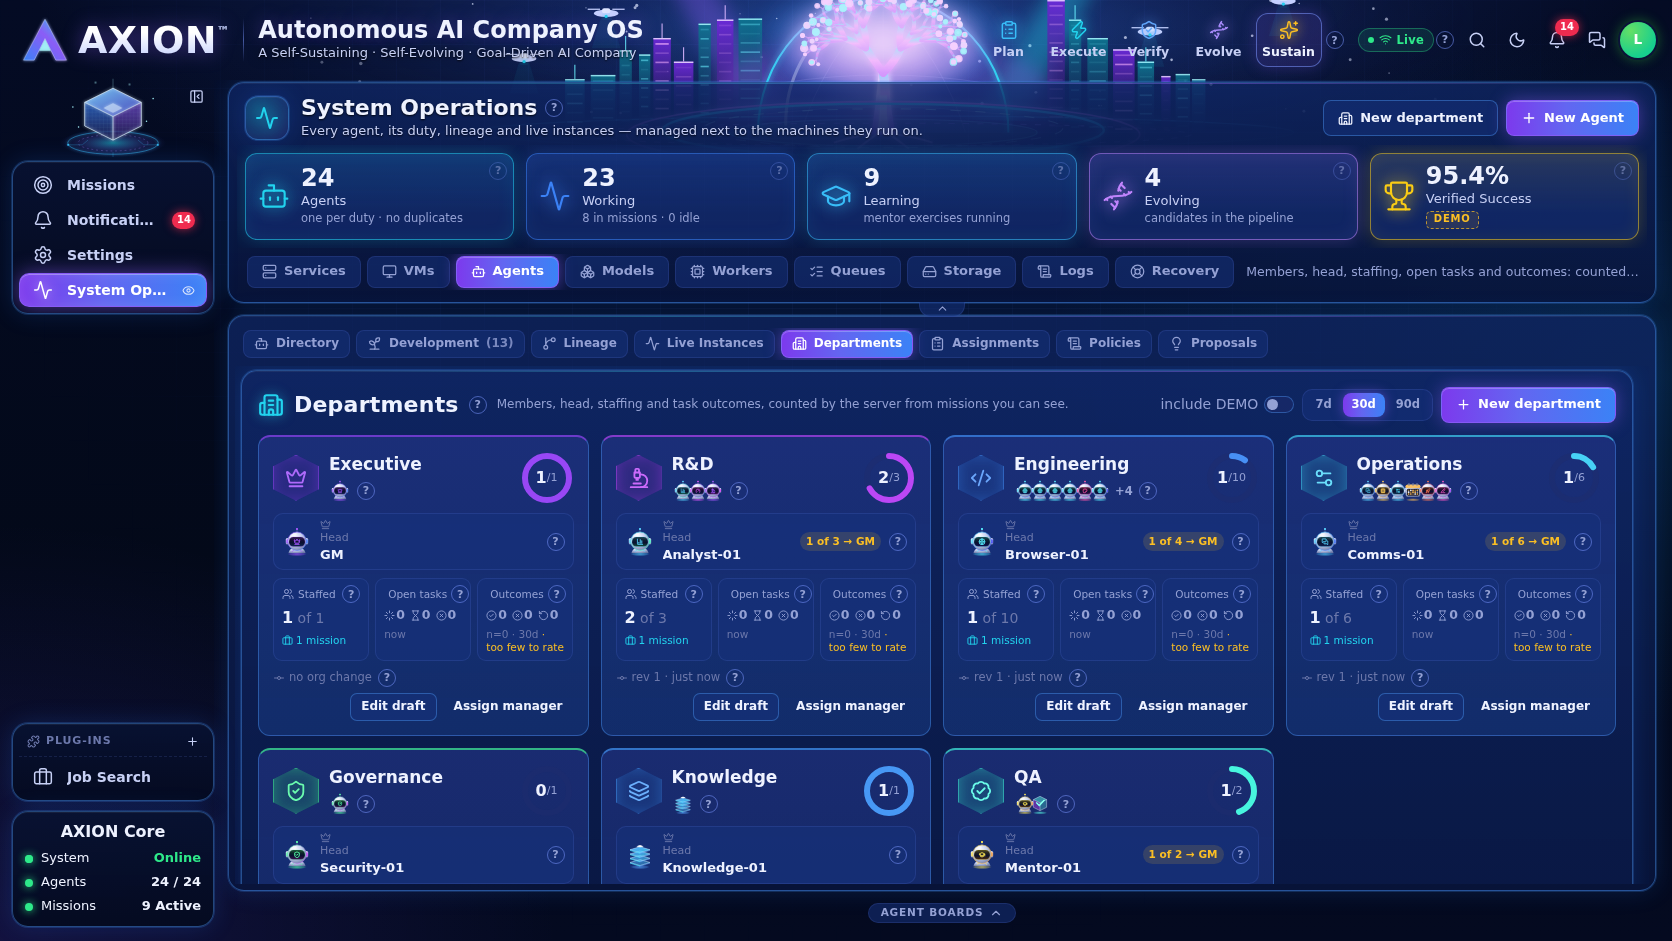 AXION™
Autonomous AI Company OS
A Self-Sustaining · Self-Evolving · Goal-Driven AI Company
Plan
Execute
Verify
Evolve
Sustain
?
Live
?
14
L
Missions
Notificati...
14
Settings
System Op...
PLUG-INS
+
Job Search
AXION Core
System Online
Agents 24 / 24
Missions 9 Active
System Operations ?
Every agent, its duty, lineage and live instances — managed next to the machines they run on.
New department
+ New Agent
24
Agents
one per duty · no duplicates
?
23
Working
8 in missions · 0 idle
?
9
Learning
mentor exercises running
?
4
Evolving
candidates in the pipeline
?
95.4%
Verified Success
DEMO
?
Services
VMs
Agents
Models
Workers
Queues
Storage
Logs
Recovery
Members, head, staffing, open tasks and outcomes: counted...
Directory
Development (13)
Lineage
Live Instances
Departments
Assignments
Policies
Proposals
Departments ?
Members, head, staffing and task outcomes, counted by the server from missions you can see.
include DEMO
7d 30d 90d
+ New department
Executive
?
1/1
Head
GM
?
Staffed ?
1 of 1
1 mission
Open tasks ?
0 0 0
now
Outcomes ?
0 0 0
n=0 · 30d ·
too few to rate
no org change ?
Edit draft
Assign manager
R&D
?
2/3
Head
Analyst-01
1 of 3 → GM
?
Staffed ?
2 of 3
1 mission
Open tasks ?
0 0 0
now
Outcomes ?
0 0 0
n=0 · 30d ·
too few to rate
rev 1 · just now ?
Edit draft
Assign manager
Engineering
+4 ?
1/10
Head
Browser-01
1 of 4 → GM
?
Staffed ?
1 of 10
1 mission
Open tasks ?
0 0 0
now
Outcomes ?
0 0 0
n=0 · 30d ·
too few to rate
rev 1 · just now ?
Edit draft
Assign manager
Operations
?
1/6
Head
Comms-01
1 of 6 → GM
?
Staffed ?
1 of 6
1 mission
Open tasks ?
0 0 0
now
Outcomes ?
0 0 0
n=0 · 30d ·
too few to rate
rev 1 · just now ?
Edit draft
Assign manager
Governance
?
0/1
Head
Security-01
?
Knowledge
?
1/1
Head
Knowledge-01
?
QA
?
1/2
Head
Mentor-01
1 of 2 → GM
?
AGENT BOARDS